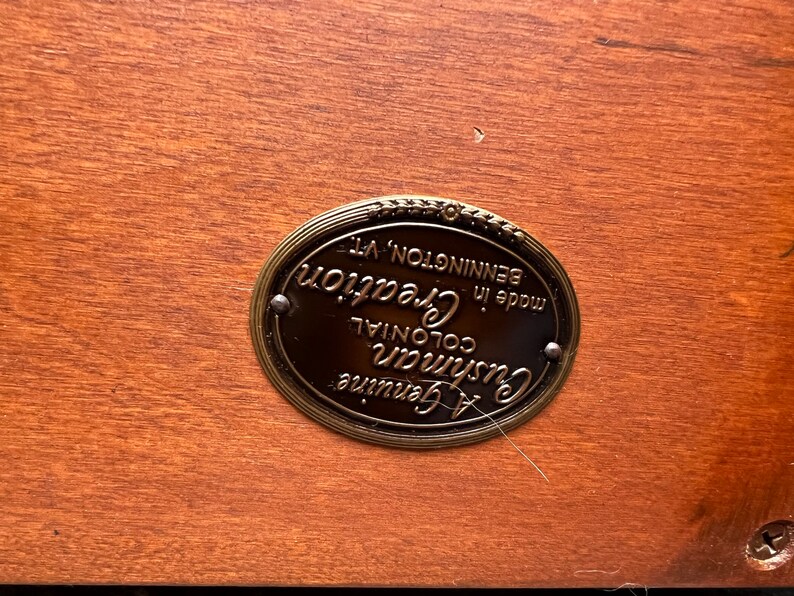 A Genuine
Cushman
COLONIAL
Creation
made in
BENNINGTON, VT.